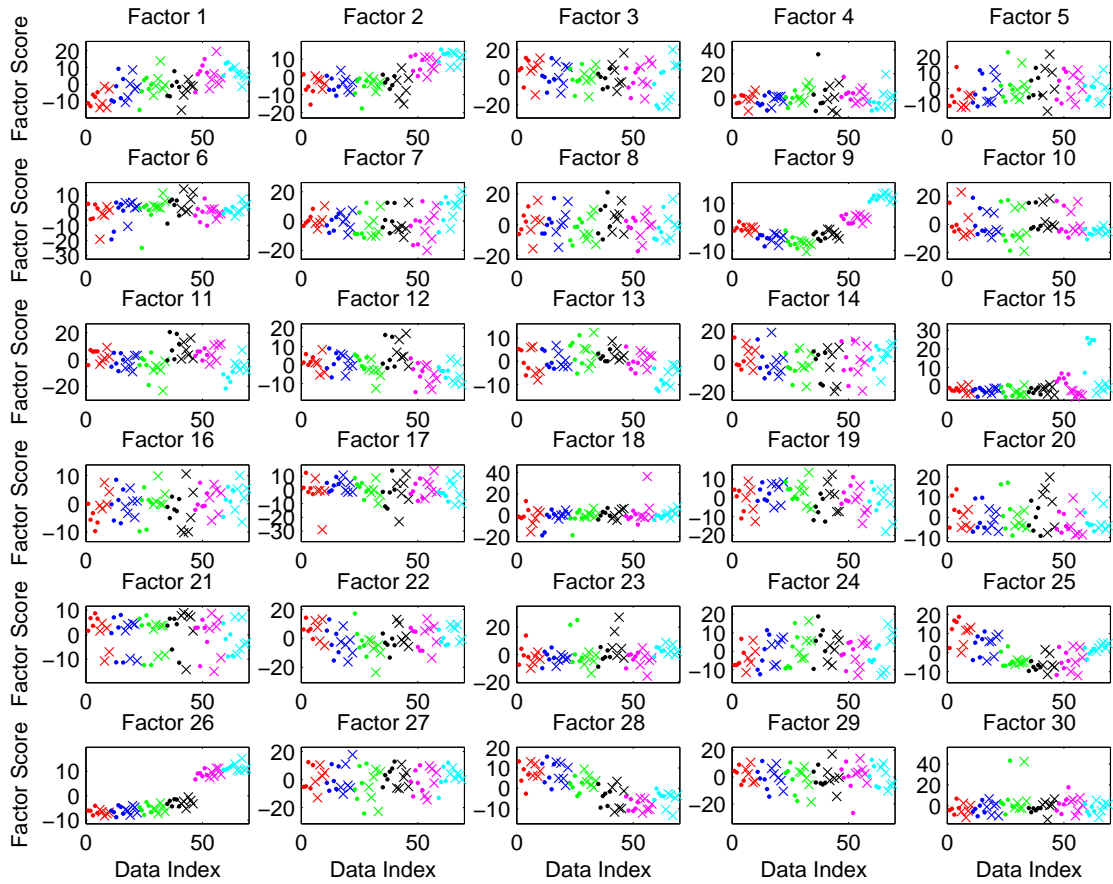 Factor 1 Factor 2 Factor 3 Factor 4 Factor 5
Factor Score
20 10 0 −10
10 0 −10 −20
20 0 −20
40 20 0
20 10 0 −10 −20
0 50 0 50 0 50 0 50 0 50
Factor 6 Factor 7 Factor 8 Factor 9 Factor 10
Factor Score
10 0 −10 −20 −30
20 0 −20
20 0 −20
10 0 −10
20 0 −20
0 50 0 50 0 50 0 50 0 50
Factor 11 Factor 12 Factor 13 Factor 14 Factor 15
Factor Score
20 0 −20
20 10 0 −10
10 0 −10
20 0 −20
30 20 10 0
0 50 0 50 0 50 0 50 0 50
Factor 16 Factor 17 Factor 18 Factor 19 Factor 20
Factor Score
10 0 −10
10 0 −10 −20 −30
40 20 0 −20
10 0 −10 −20
20 10 0 −10
0 50 0 50 0 50 0 50 0 50
Factor 21 Factor 22 Factor 23 Factor 24 Factor 25
Factor Score
10 0 −10
20 0 −20
20 0 −20
20 10 0 −10
20 10 0 −10
0 50 0 50 0 50 0 50 0 50
Factor 26 Factor 27 Factor 28 Factor 29 Factor 30
Factor Score
10 0 −10
20 0 −20
10 0 −10
20 0 −20
40 20 0
0 50 0 50 0 50 0 50 0 50
Data Index Data Index Data Index Data Index Data Index